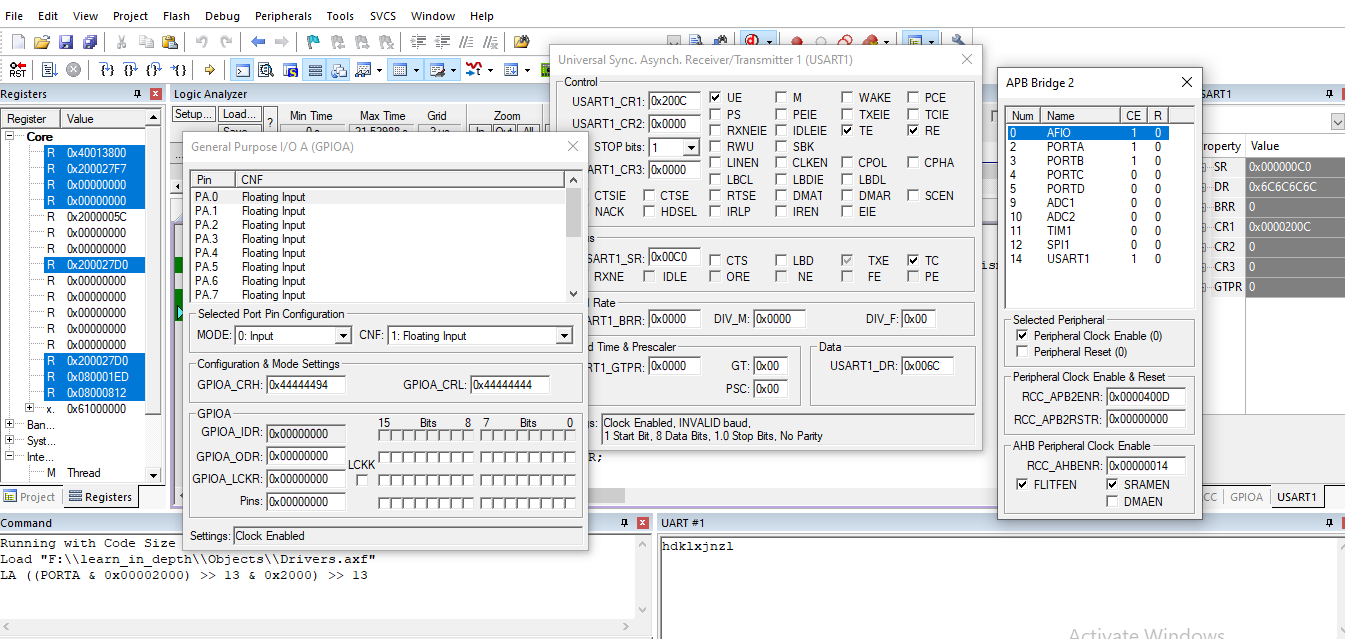 File Edit View Project Flash Debug Peripherals Tools SVCS Window Help
Registers
Register Value
Core
R 0x40013800
R 0x200027F7
R 0x00000000
R 0x00000000
R 0x2000005C
R 0x00000000
R 0x00000000
R 0x200027D0
R 0x00000000
R 0x00000000
R 0x00000000
R 0x00000000
R 0x00000000
R 0x200027D0
R 0x080001ED
R 0x08000812
x. 0x61000000
Ban...
Syst...
Inte...
M Thread
Project Registers
Logic Analyzer
Setup... Load...
Min Time Max Time Grid Zoom
General Purpose I/O A (GPIOA)
Pin CNF
PA.0 Floating Input
PA.1 Floating Input
PA.2 Floating Input
PA.3 Floating Input
PA.4 Floating Input
PA.5 Floating Input
PA.6 Floating Input
PA.7 Floating Input
Selected Port Pin Configuration
MODE: 0: Input CNF: 1: Floating Input
Configuration & Mode Settings
GPIOA_CRH: 0x44444494 GPIOA_CRL: 0x44444444
GPIOA
15 Bits 8 7 Bits 0
GPIOA_IDR: 0x00000000
GPIOA_ODR: 0x00000000
LCKK
GPIOA_LCKR: 0x00000000
Pins: 0x00000000
Settings: Clock Enabled
Universal Sync. Asynch. Receiver/Transmitter 1 (USART1)
Control
USART1_CR1: 0x200C UE M WAKE PCE
PS PEIE TXEIE TCIE
USART1_CR2: 0x0000
RXNEIE IDLEIE TE RE
STOP bits: 1 RWU SBK
LINEN CLKEN CPOL CPHA
ART1_CR3: 0x0000
LBCL LBDIE LBDL
CTSIE CTSE RTSE DMAT DMAR SCEN
NACK HDSEL IRLP IREN EIE
SART1_SR: 0x00C0 CTS LBD TXE TC
RXNE IDLE ORE NE FE PE
Rate
ART1_BRR: 0x0000 DIV_M: 0x0000 DIV_F: 0x00
Time & Prescaler
RT1_GTPR: 0x0000 GT: 0x00
PSC: 0x00
Data
USART1_DR: 0x006C
Clock Enabled, INVALID baud,
1 Start Bit, 8 Data Bits, 1.0 Stop Bits, No Parity
R;
APB Bridge 2
Num Name CE R
0 AFIO 1 0
2 PORTA 1 0
3 PORTB 1 0
4 PORTC 0 0
5 PORTD 0 0
9 ADC1 0 0
10 ADC2 0 0
11 TIM1 0 0
12 SPI1 0 0
14 USART1 1 0
Selected Peripheral
Peripheral Clock Enable (0)
Peripheral Reset (0)
Peripheral Clock Enable & Reset
RCC_APB2ENR: 0x0000400D
RCC_APB2RSTR: 0x00000000
AHB Peripheral Clock Enable
RCC_AHBENR: 0x00000014
FLITFEN SRAMEN
DMAEN
SART1
roperty Value
SR 0x000000C0
DR 0x6C6C6C6C
BRR 0
CR1 0x0000200C
CR2 0
CR3 0
GTPR 0
CC GPIOA USART1
Command
Running with Code Size
Load "F:\\learn_in_depth\\Objects\\Drivers.axf"
LA ((PORTA & 0x00002000) >> 13 & 0x2000) >> 13
UART #1
hdklxjnzl
Activate Windows